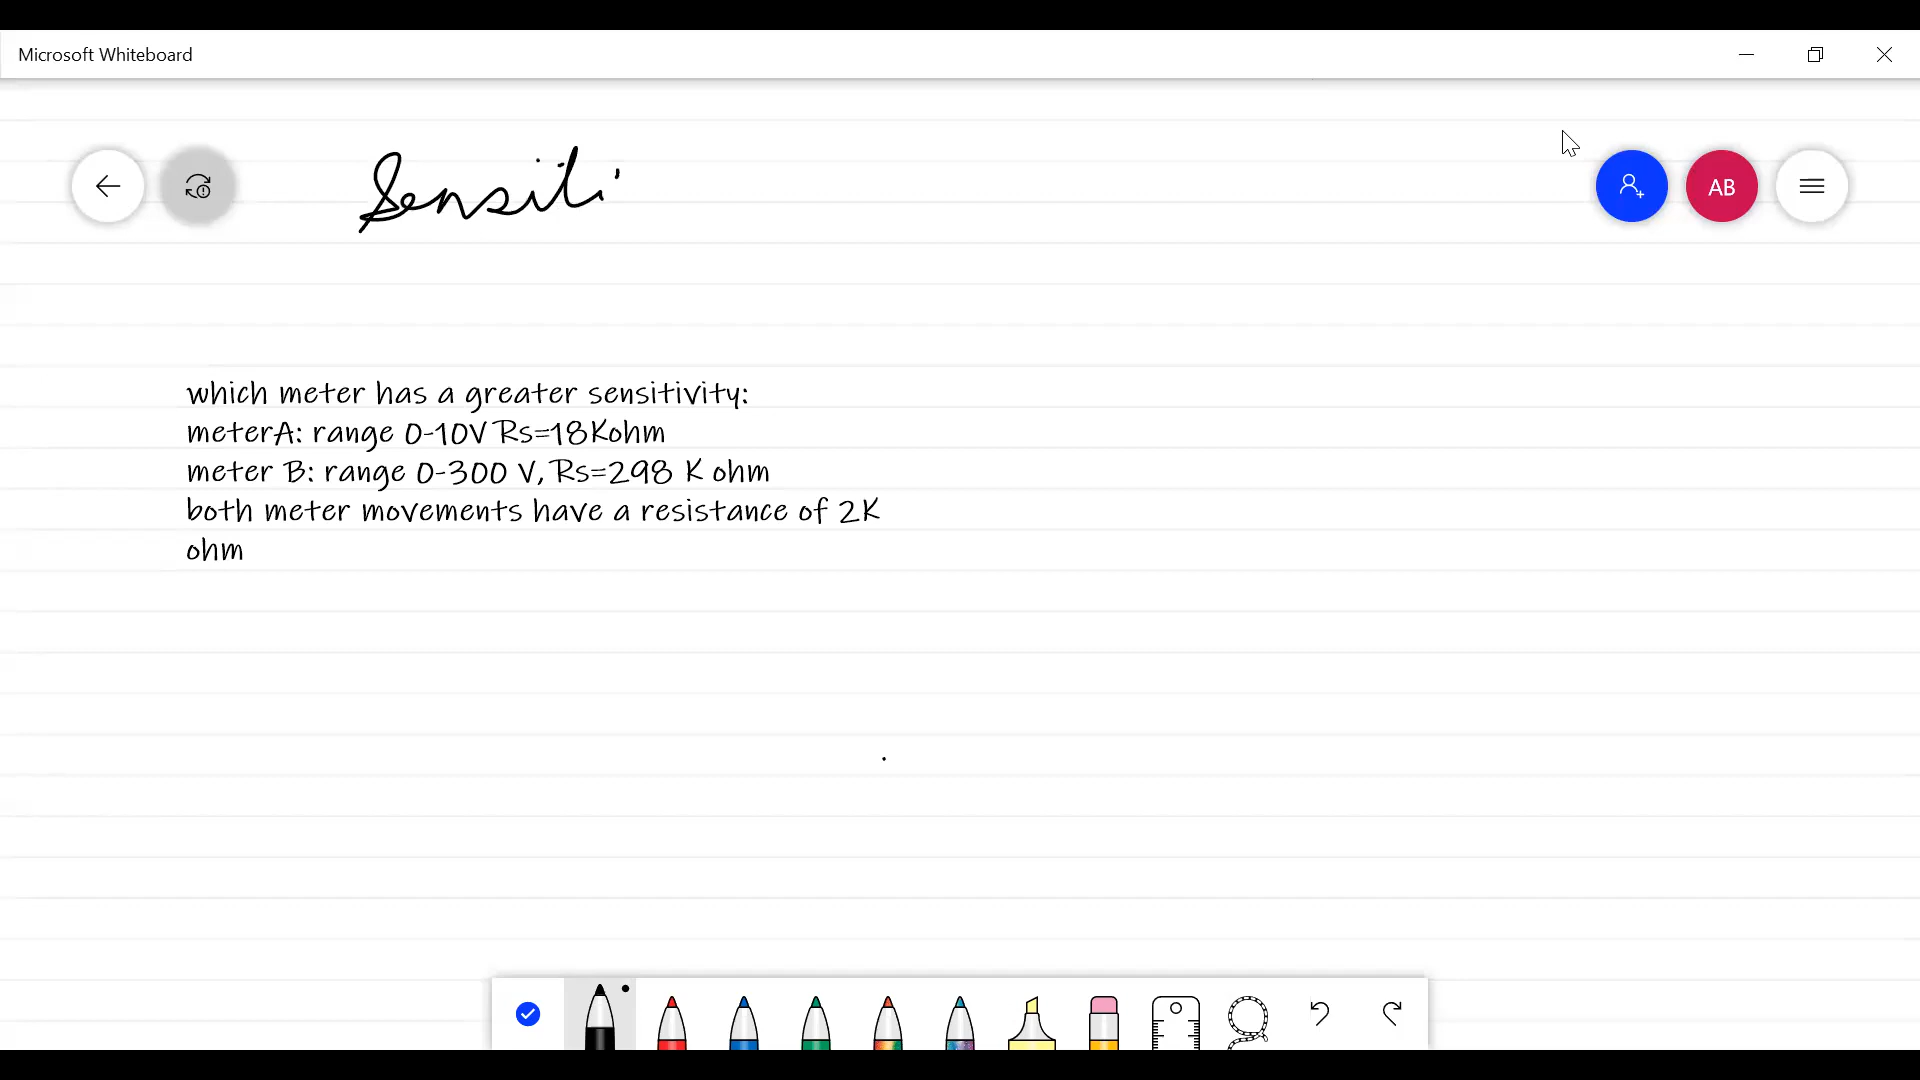 Microsoft Whiteboard
Sensiti
AB
which meter has a greater sensitivity:
meterA: range 0-10V Rs=18Kohm
meter B: range 0-300 V, Rs=298 K ohm
both meter movements have a resistance of 2K
ohm